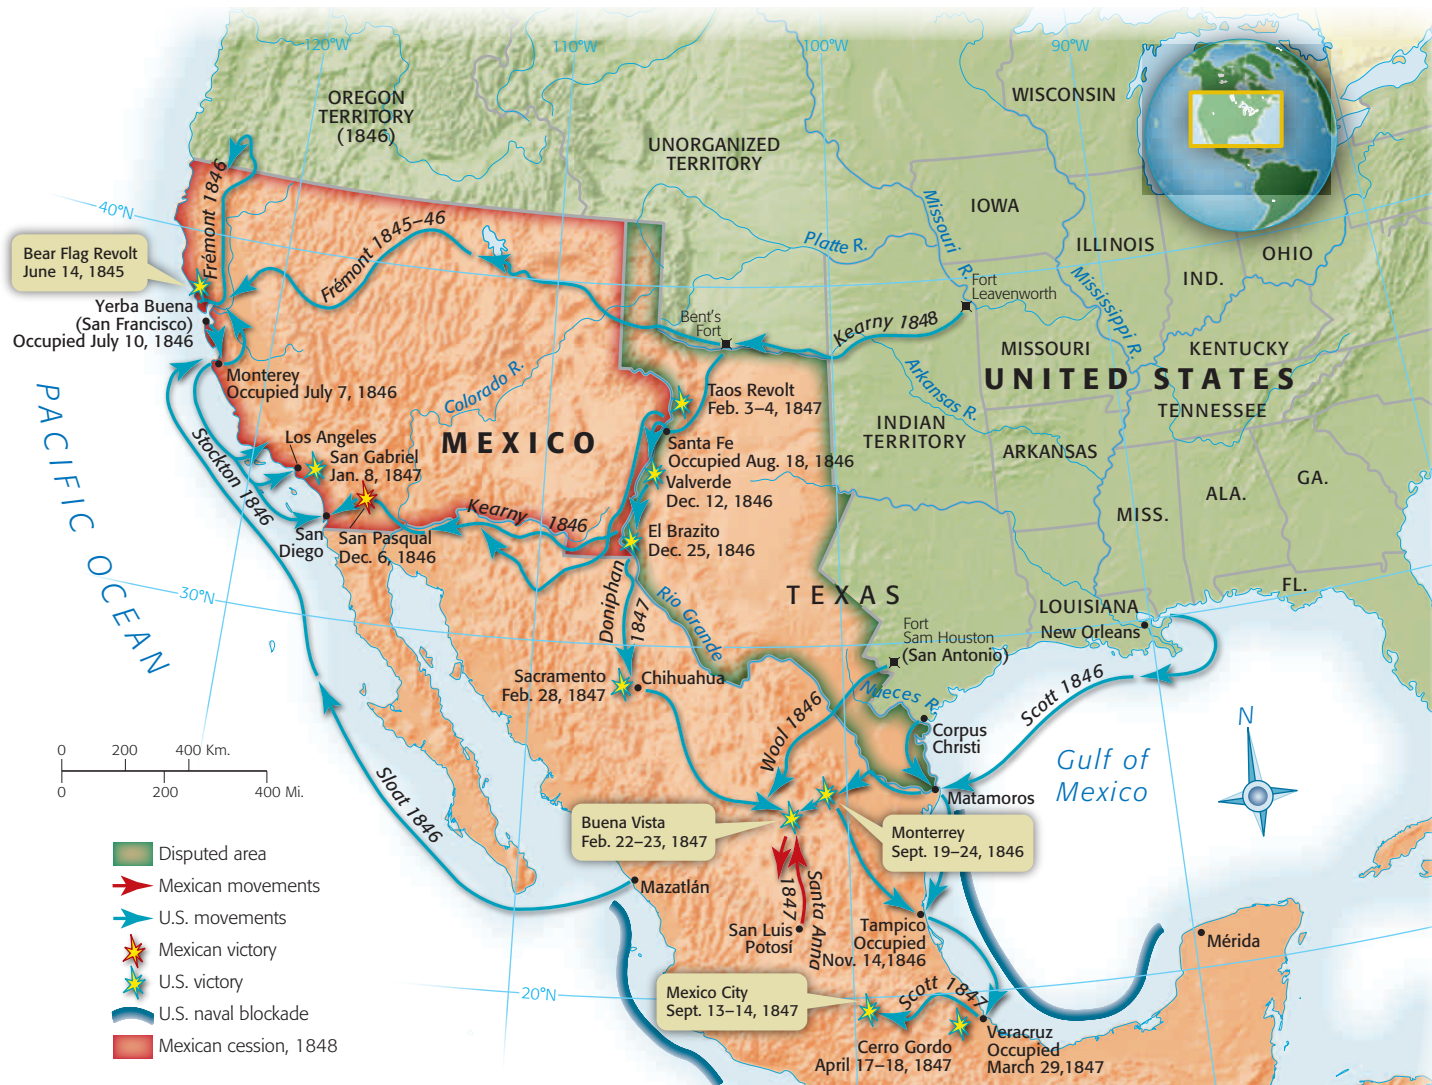 120°W
110°W
100°W
90°W
OREGON
TERRITORY
(1846)
UNORGANIZED
TERRITORY
WISCONSIN
IOWA
ILLINOIS
IND.
OHIO
Missouri R.
Platte R.
Mississippi R.
40°N
Frémont 1846
Frémont 1845–46
Bear Flag Revolt
June 14, 1845
Yerba Buena
(San Francisco)
Occupied July 10, 1846
Monterey
Occupied July 7, 1846
Fort
Leavenworth
Bent's
Fort
Kearny 1848
MISSOURI
KENTUCKY
UNITED STATES
TENNESSEE
Arkansas R.
INDIAN
TERRITORY
ARKANSAS
GA.
ALA.
MISS.
Colorado R.
MEXICO
Taos Revolt
Feb. 3–4, 1847
Santa Fe
Occupied Aug. 18, 1846
Valverde
Dec. 12, 1846
El Brazito
Dec. 25, 1846
PACIFIC OCEAN
Stockton 1846
Los Angeles
San Gabriel
Jan. 8, 1847
San
Diego
San Pasqual
Dec. 6, 1846
Kearny 1846
30°N
Doniphan
1847
Rio Grande
TEXAS
LOUISIANA
New Orleans
FL.
Fort
Sam Houston
(San Antonio)
Nueces R.
Sacramento
Feb. 28, 1847
Chihuahua
Wool 1846
Corpus
Christi
Scott 1846
Gulf of
Mexico
N
Matamoros
0 200 400 Km.
0 200 400 Mi.
Sloat 1846
Buena Vista
Feb. 22–23, 1847
Monterrey
Sept. 19–24, 1846
Mazatlán
Santa Anna
1847
San Luis
Potosí
Tampico
Occupied
Nov. 14,1846
Mérida
20°N
Mexico City
Sept. 13–14, 1847
Scott 1847
Cerro Gordo
April 17–18, 1847
Veracruz
Occupied
March 29,1847
Disputed area
Mexican movements
U.S. movements
Mexican victory
U.S. victory
U.S. naval blockade
Mexican cession, 1848